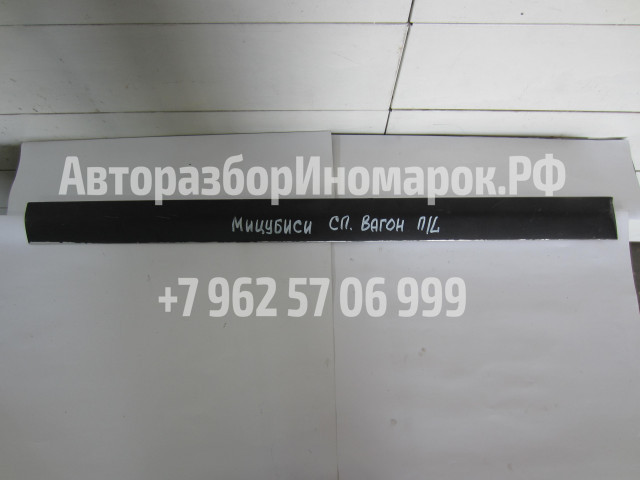 АвторазборИномарок.РФ
МИЦУБИСИ СП. ВАГОН П/L
+7 962 57 06 999